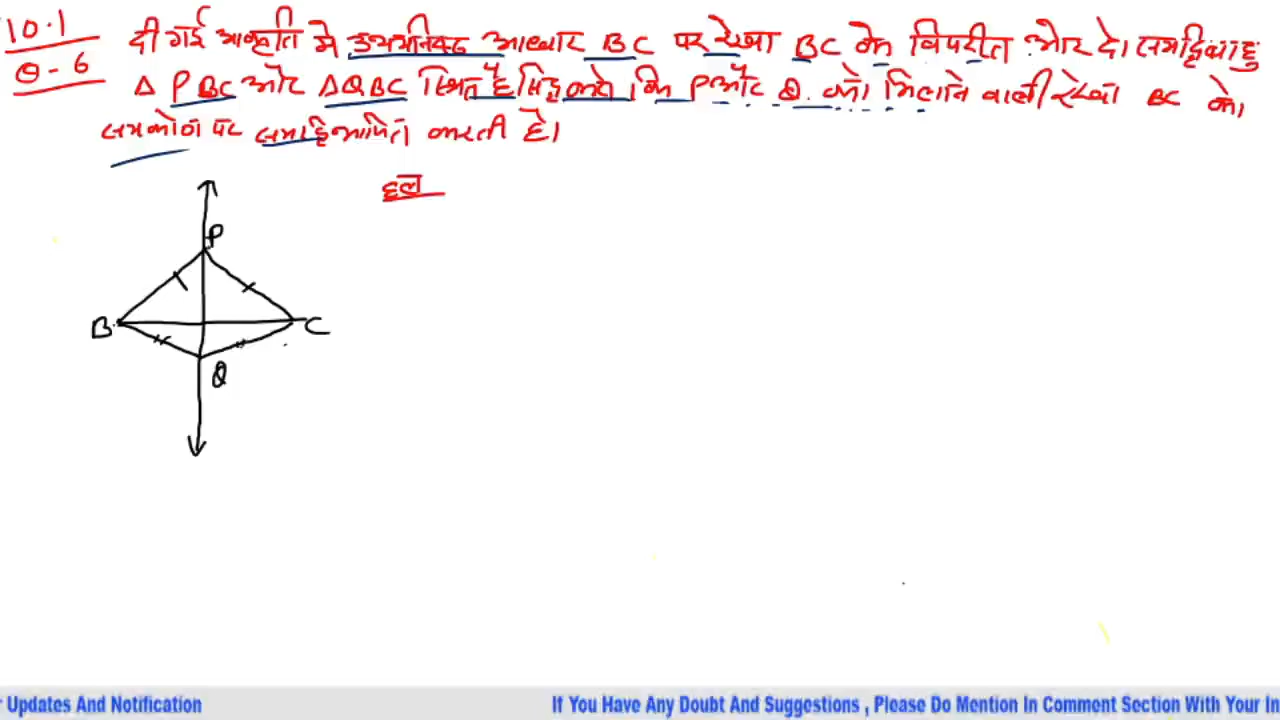 10.1
Q-6
दी गई आकृति में उभयनिष्ठ आधार BC पर रेखा BC के विपरीत ओर दो समद्विबाहु
Δ PBC और ΔQBC स्थित है सिद्ध करो कि P और Q को मिलाने वाली रेखा BC को
समकोण पर समद्विभाजित करती है।
हल
P
B
C
Q
r Updates And Notification
If You Have Any Doubt And Suggestions , Please Do Mention In Comment Section With Your In